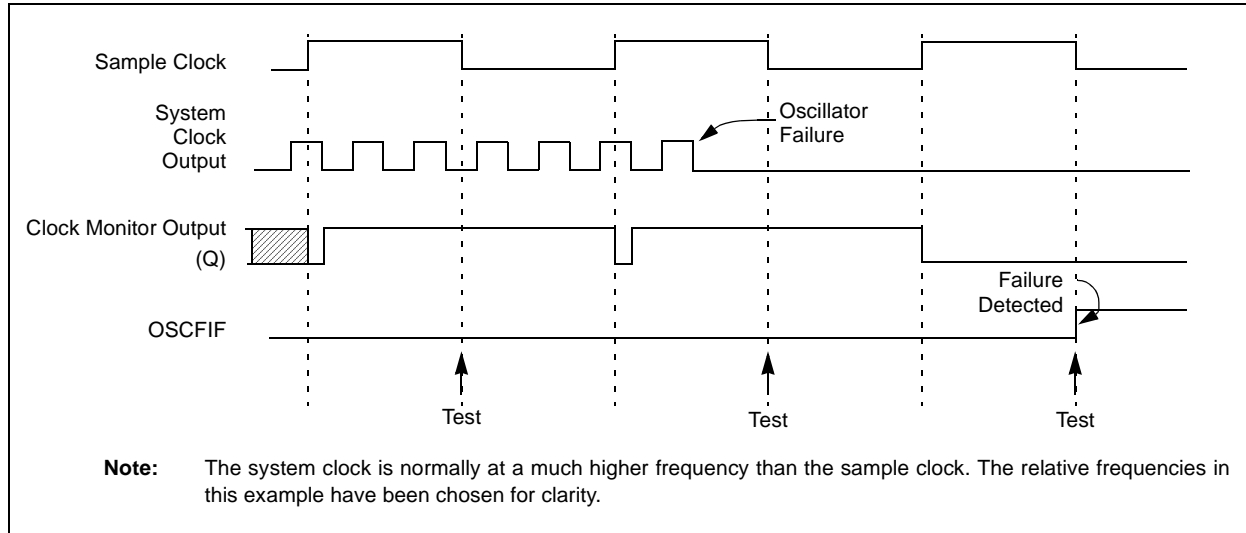 Sample Clock
System
Clock
Output
Oscillator
Failure
Clock Monitor Output
(Q)
Failure
Detected
OSCFIF
Test
Test
Test
Note: The system clock is normally at a much higher frequency than the sample clock. The relative frequencies in
this example have been chosen for clarity.